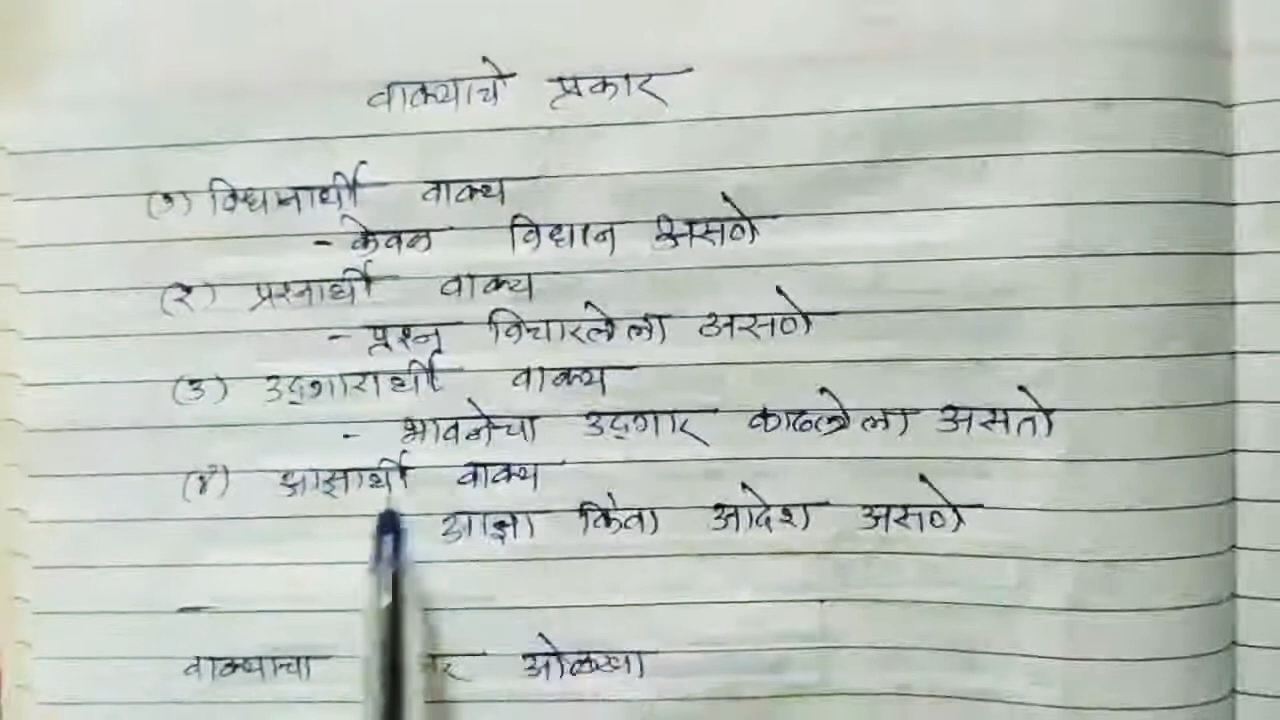 वाक्याचे प्रकार
(१) विधानार्थी वाक्य
- केवळ विधान असणे
(२) प्रश्नार्थी वाक्य
- प्रश्न विचारलेला असणे
(३) उद्गारार्थी वाक्य
- भावनेचा उद्गार काढलेला असतो
(४) आज्ञार्थी वाक्य
आज्ञा किंवा आदेश असणे
वाक्याचा ओळखा